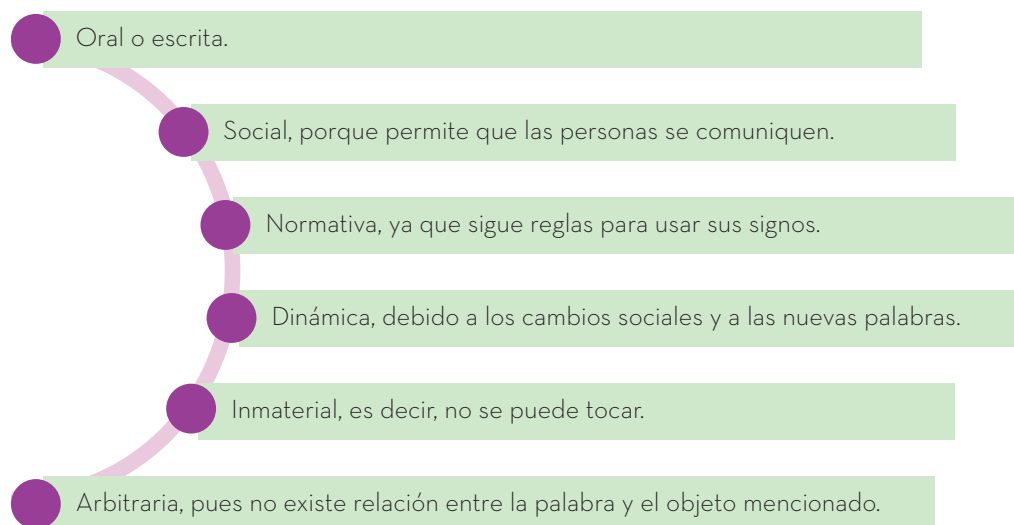 Oral o escrita.
Social, porque permite que las personas se comuniquen.
Normativa, ya que sigue reglas para usar sus signos.
Dinámica, debido a los cambios sociales y a las nuevas palabras.
Inmaterial, es decir, no se puede tocar.
Arbitraria, pues no existe relación entre la palabra y el objeto mencionado.